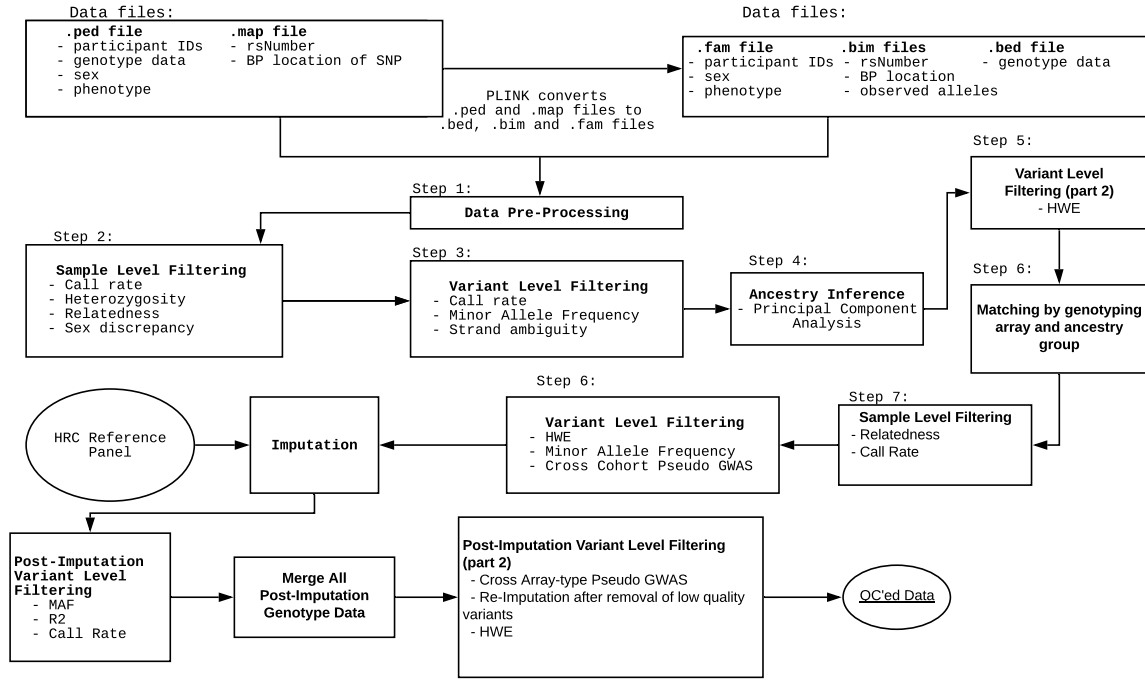 Data files:
.ped file
- participant IDs
- genotype data
- sex
- phenotype
.map file
- rsNumber
- BP location of SNP
PLINK converts
.ped and .map files to
.bed, .bim and .fam files
Data files:
.fam file
- participant IDs
- sex
- phenotype
.bim files
- rsNumber
- BP location
- observed alleles
.bed file
- genotype data
Step 1:
Data Pre-Processing
Step 2:
Sample Level Filtering
- Call rate
- Heterozygosity
- Relatedness
- Sex discrepancy
Step 3:
Variant Level Filtering
- Call rate
- Minor Allele Frequency
- Strand ambiguity
Step 4:
Ancestry Inference
- Principal Component
Analysis
Step 5:
Variant Level
Filtering (part 2)
- HWE
Step 6:
Matching by genotyping
array and ancestry
group
Step 7:
Sample Level Filtering
- Relatedness
- Call Rate
Step 6:
Variant Level Filtering
- HWE
- Minor Allele Frequency
- Cross Cohort Pseudo GWAS
Imputation
HRC Reference
Panel
Post-Imputation
Variant Level
Filtering
- MAF
- R2
- Call Rate
Merge All
Post-Imputation
Genotype Data
Post-Imputation Variant Level Filtering
(part 2)
- Cross Array-type Pseudo GWAS
- Re-Imputation after removal of low quality
variants
- HWE
QC'ed Data